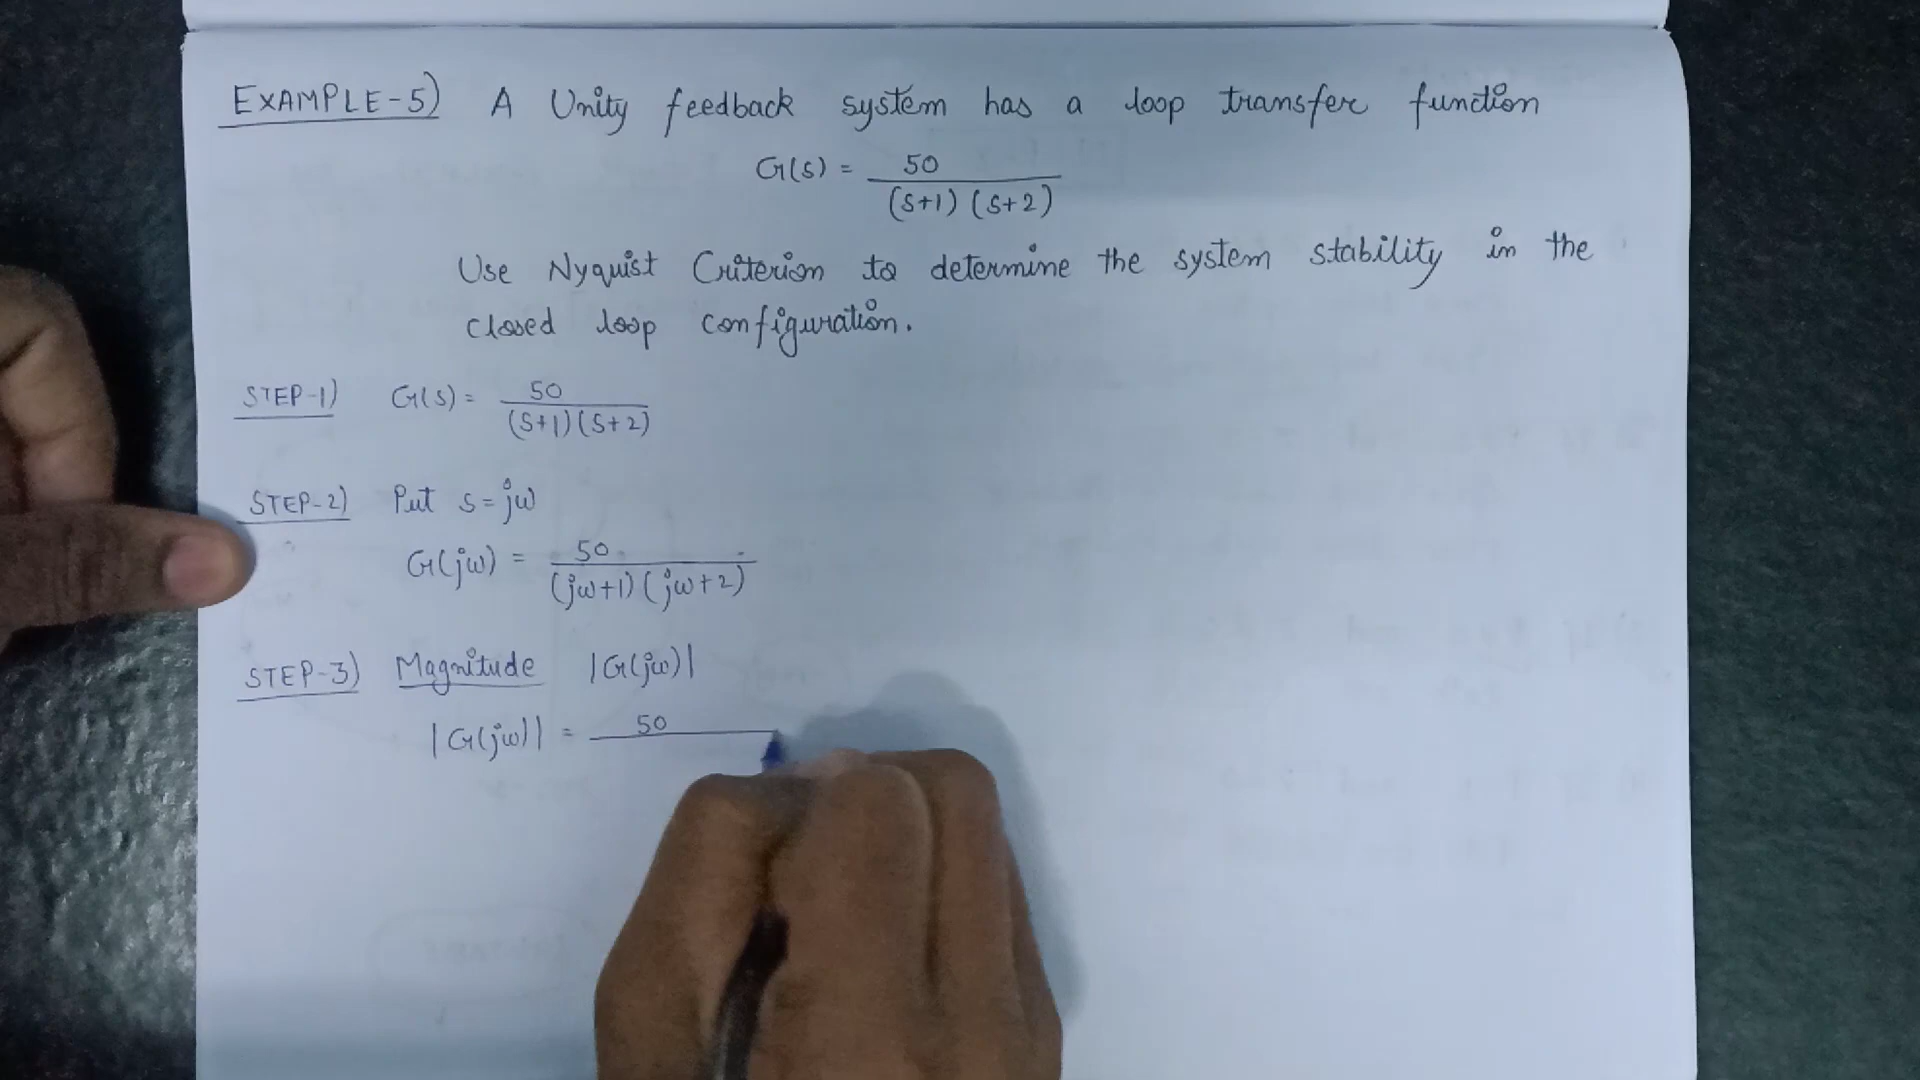 EXAMPLE-5) A Unity feedback system has a loop transfer function
G(s) = 50
(s+1) (s+2)
Use Nyquist Criterion to determine the system stability in the
closed loop configuration.
STEP-1) G(s) = 50
(s+1)(s+2)
STEP-2) Put s=jω
G(jω) = 50
(jω+1)(jω+2)
STEP-3) Magnitude |G(jω)|
|G(jω)| = 50